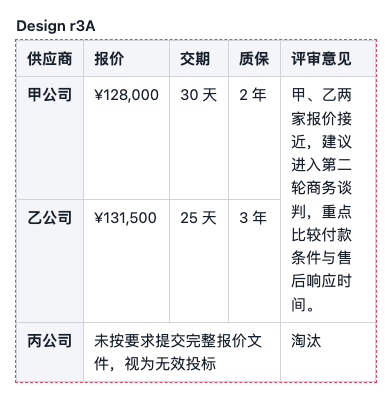 Design r3A
供应商 报价 交期 质保 评审意见
甲公司 ¥128,000 30 天 2 年
甲、乙两
家报价接
近，建议
进入第二
轮商务谈
判，重点
比较付款
条件与售
后响应时
间。
乙公司 ¥131,500 25 天 3 年
丙公司 未按要求提交完整报价文
件，视为无效投标
淘汰